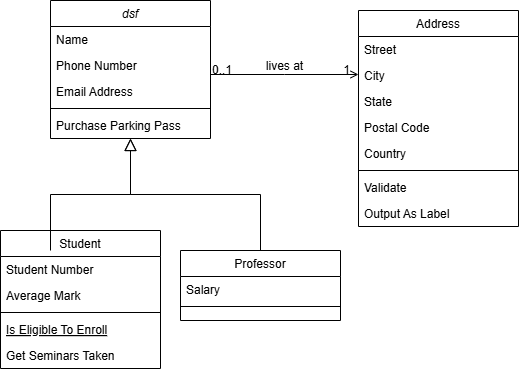 dsf
Name
Phone Number
Email Address
Purchase Parking Pass
0..1
lives at
1
Address
Street
City
State
Postal Code
Country
Validate
Output As Label
Student
Student Number
Average Mark
Is Eligible To Enroll
Get Seminars Taken
Professor
Salary